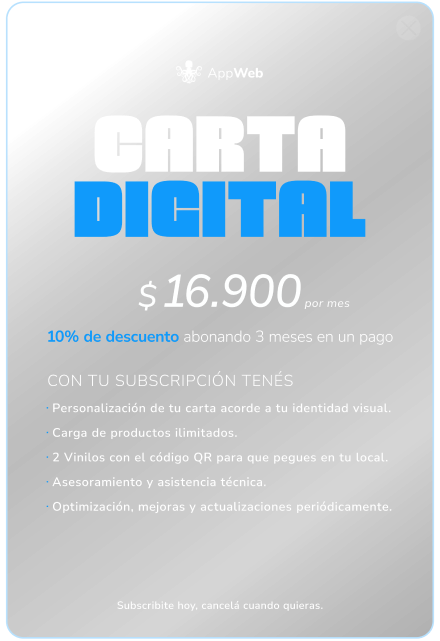 AppWeb
CARTA
DIGITAL
$ 16.900 por mes
10% de descuento abonando 3 meses en un pago
CON TU SUBSCRIPCIÓN TENÉS
· Personalización de tu carta acorde a tu identidad visual.
· Carga de productos ilimitados.
· 2 Vinilos con el código QR para que pegues en tu local.
· Asesoramiento y asistencia técnica.
· Optimización, mejoras y actualizaciones periódicamente.
Subscribite hoy, cancelá cuando quieras.